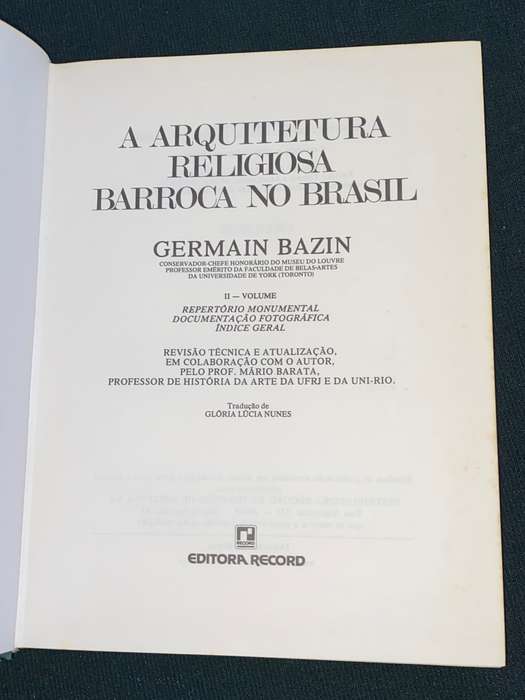 A ARQUITETURA
RELIGIOSA
BARROCA NO BRASIL
GERMAIN BAZIN
CONSERVADOR-CHEFE HONORÁRIO DO MUSEU DO LOUVRE
PROFESSOR EMÉRITO DA FACULDADE DE BELAS-ARTES
DA UNIVERSIDADE DE YORK (TORONTO)
II — VOLUME
REPERTÓRIO MONUMENTAL
DOCUMENTAÇÃO FOTOGRÁFICA
ÍNDICE GERAL
REVISÃO TÉCNICA E ATUALIZAÇÃO,
EM COLABORAÇÃO COM O AUTOR,
PELO PROF. MÁRIO BARATA,
PROFESSOR DE HISTÓRIA DA ARTE DA UFRJ E DA UNI-RIO.
Tradução de
GLÓRIA LÚCIA NUNES
RECORD
EDITORA RECORD